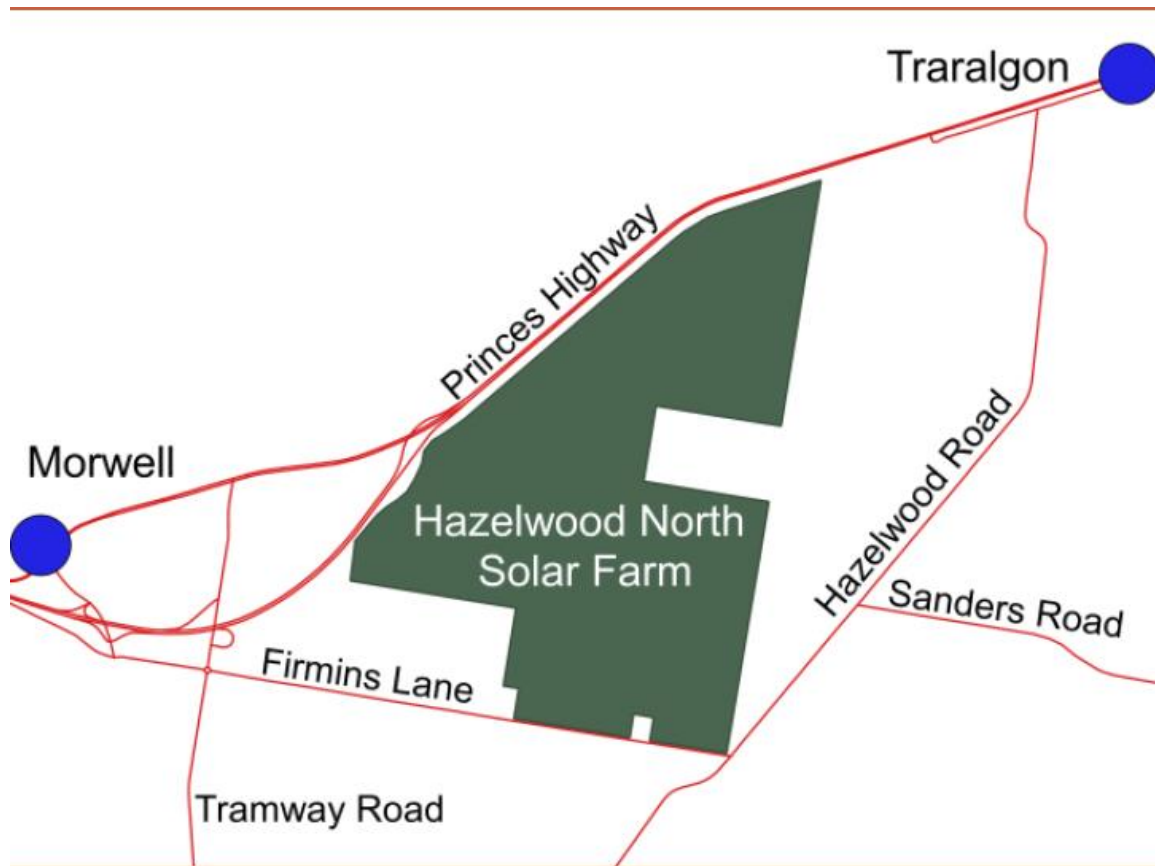 Traralgon
Princes Highway
Morwell
Hazelwood North
Solar Farm
Hazelwood Road
Sanders Road
Firmins Lane
Tramway Road